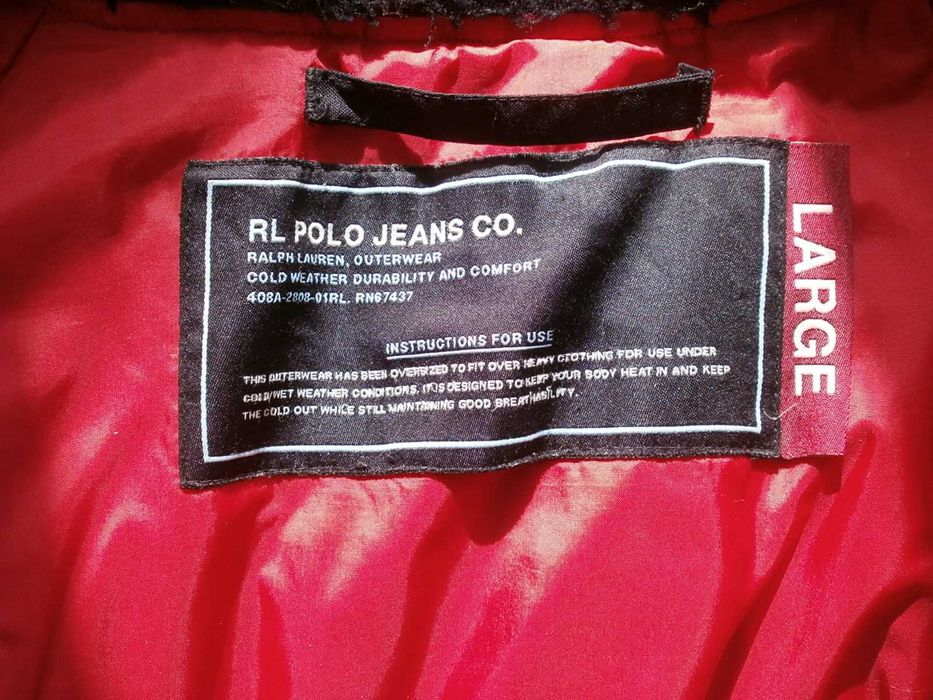 RL POLO JEANS CO.
RALPH LAUREN, OUTERWEAR
COLD WEATHER DURABILITY AND COMFORT
408A-2808-01RL. RN67437
INSTRUCTIONS FOR USE
THIS OUTERWEAR HAS BEEN OVERSIZED TO FIT OVER HEAVY CLOTHING FOR USE UNDER
COLD/WET WEATHER CONDITIONS. IT IS DESIGNED TO KEEP YOUR BODY HEAT IN AND KEEP
THE COLD OUT WHILE STILL MAINTAINING GOOD BREATHABILITY.
LARGE